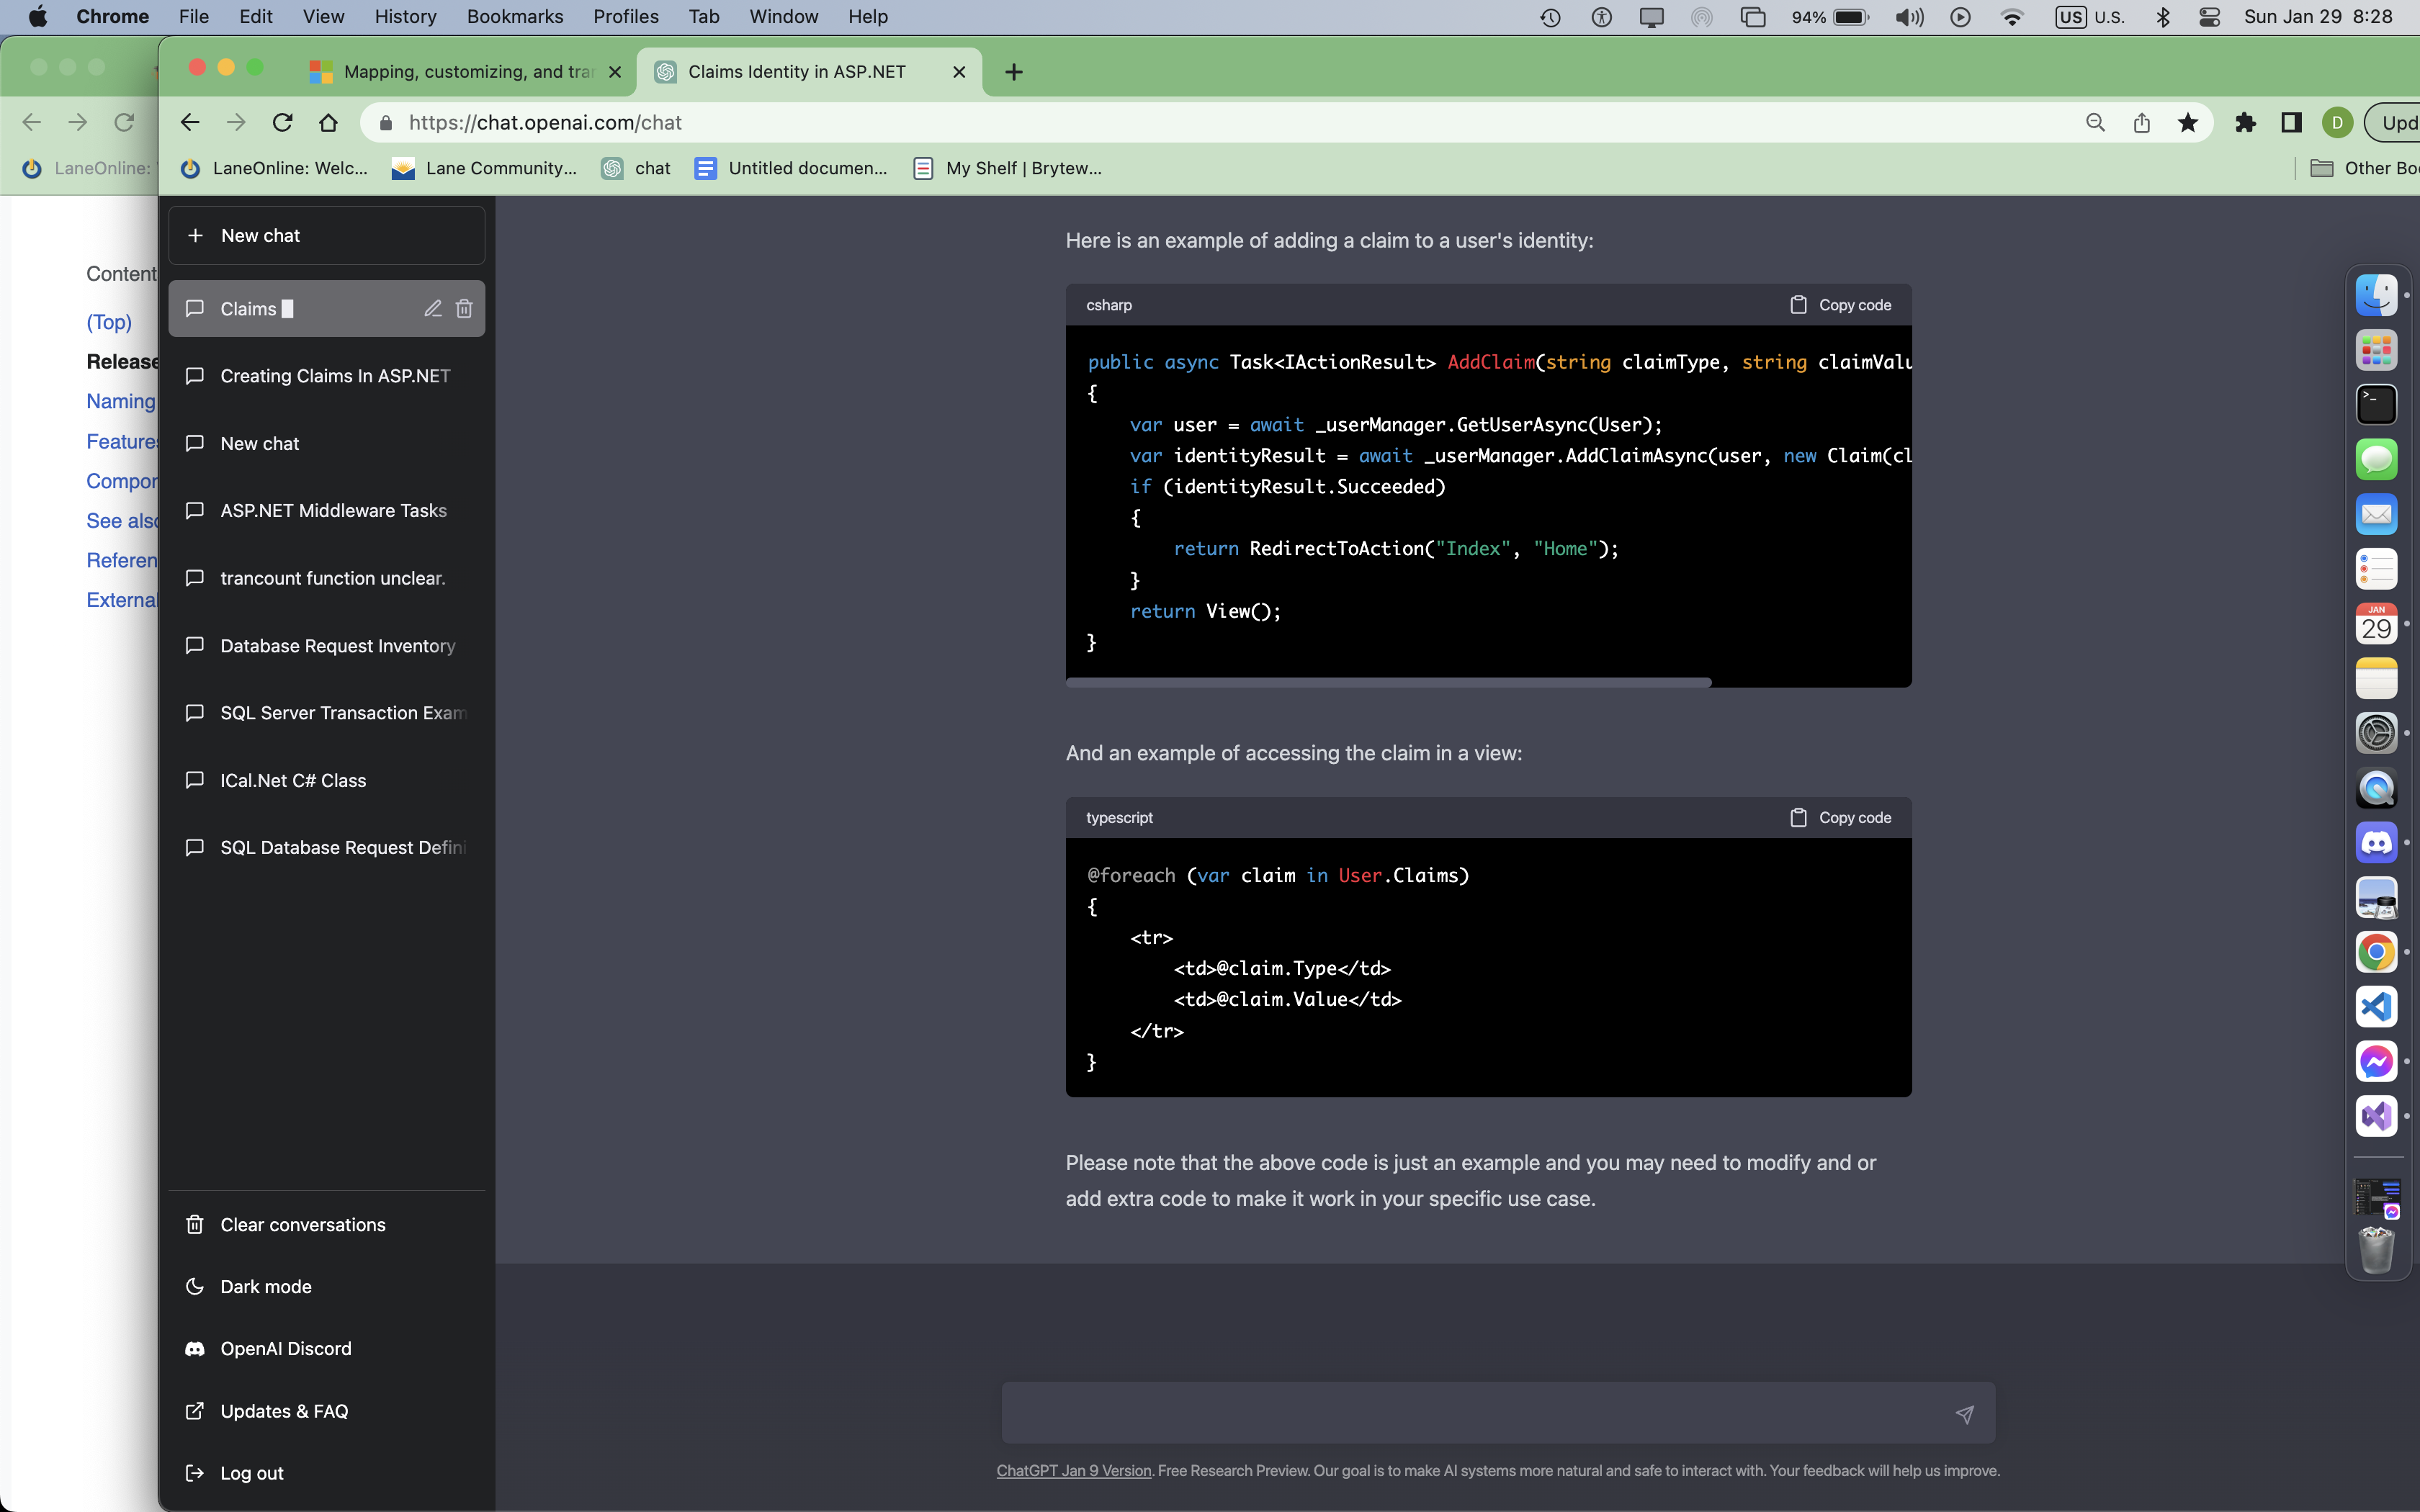 Chrome File Edit View History Bookmarks Profiles Tab Window Help 94% US U.S. Sun Jan 29 8:28
Mapping, customizing, and tra
Claims Identity in ASP.NET
https://chat.openai.com/chat
D
Upd
LaneOnline:
LaneOnline: Welc...
Lane Community...
chat
Untitled documen...
My Shelf | Brytew...
Other Bo
Content
(Top)
Release
Naming
Features
Compor
See also
Referen
External
New chat
Claims
Creating Claims In ASP.NET
New chat
ASP.NET Middleware Tasks
trancount function unclear.
Database Request Inventory
SQL Server Transaction Exam
ICal.Net C# Class
SQL Database Request Defini
Clear conversations
Dark mode
OpenAI Discord
Updates & FAQ
Log out
Here is an example of adding a claim to a user's identity:
csharp
Copy code
public async Task<IActionResult> AddClaim(string claimType, string claimValu
{
var user = await _userManager.GetUserAsync(User);
var identityResult = await _userManager.AddClaimAsync(user, new Claim(cl
if (identityResult.Succeeded)
{
return RedirectToAction("Index", "Home");
}
return View();
}
And an example of accessing the claim in a view:
typescript
Copy code
@foreach (var claim in User.Claims)
{
<tr>
<td>@claim.Type</td>
<td>@claim.Value</td>
</tr>
}
Please note that the above code is just an example and you may need to modify and or
add extra code to make it work in your specific use case.
ChatGPT Jan 9 Version. Free Research Preview. Our goal is to make AI systems more natural and safe to interact with. Your feedback will help us improve.
JAN
29